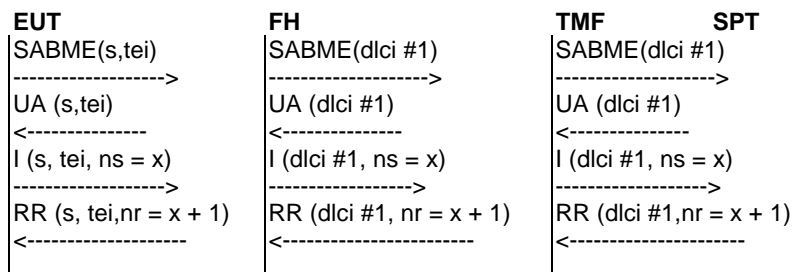 EUT FH TMF SPT
SABME(s,tei) SABME(dlci #1) SABME(dlci #1)
-------------------> --------------------> -------------------->
UA (s,tei) UA (dlci #1) UA (dlci #1)
<--------------- <--------------- <---------------
I (s, tei, ns = x) I (dlci #1, ns = x) I (dlci #1, ns = x)
-------------------> ------------------> ------------------->
RR (s, tei,nr = x + 1) RR (dlci #1, nr = x + 1) RR (dlci #1,nr = x + 1)
<-------------------- <------------------------ <----------------------